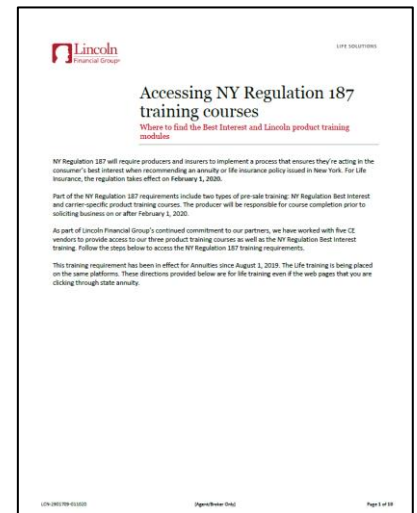 Lincoln
Financial Group®
LIFE SOLUTIONS
Accessing NY Regulation 187
training courses
Where to find the Best Interest and Lincoln product training
modules
NY Regulation 187 will require producers and insurers to implement a process that ensures they're acting in the
consumer's best interest when recommending an annuity or life insurance policy issued in New York. For Life
Insurance, the regulation takes effect on February 1, 2020.
Part of the NY Regulation 187 requirements include two types of pre-sale training: NY Regulation Best Interest
and carrier-specific product training courses. The producer will be responsible for course completion prior to
soliciting business on or after February 1, 2020.
As part of Lincoln Financial Group's continued commitment to our partners, we have worked with five CE
vendors to provide access to our three product training courses as well as the NY Regulation Best Interest
training. Follow the steps below to access the NY Regulation 187 training requirements.
This training requirement has been in effect for Annuities since August 1, 2019. The Life training is being placed
on the same platforms. These directions provided below are for life training even if the web pages that you are
clicking through state annuity.
[Agent/Broker Only]
Page 1 of 10